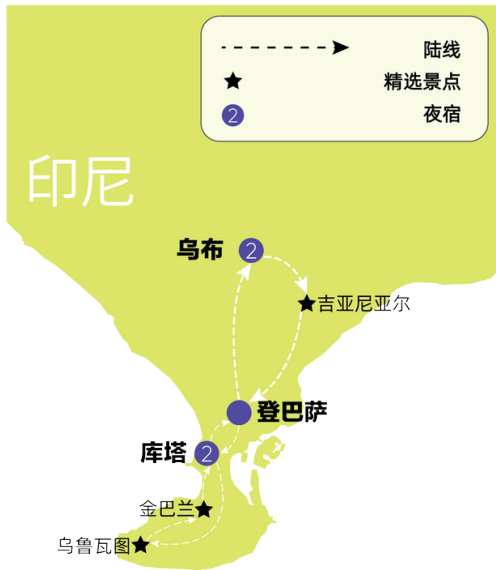 陆线
精选景点
2 夜宿
印尼
乌布 2
吉亚尼亚尔
登巴萨
库塔 2
金巴兰
乌鲁瓦图